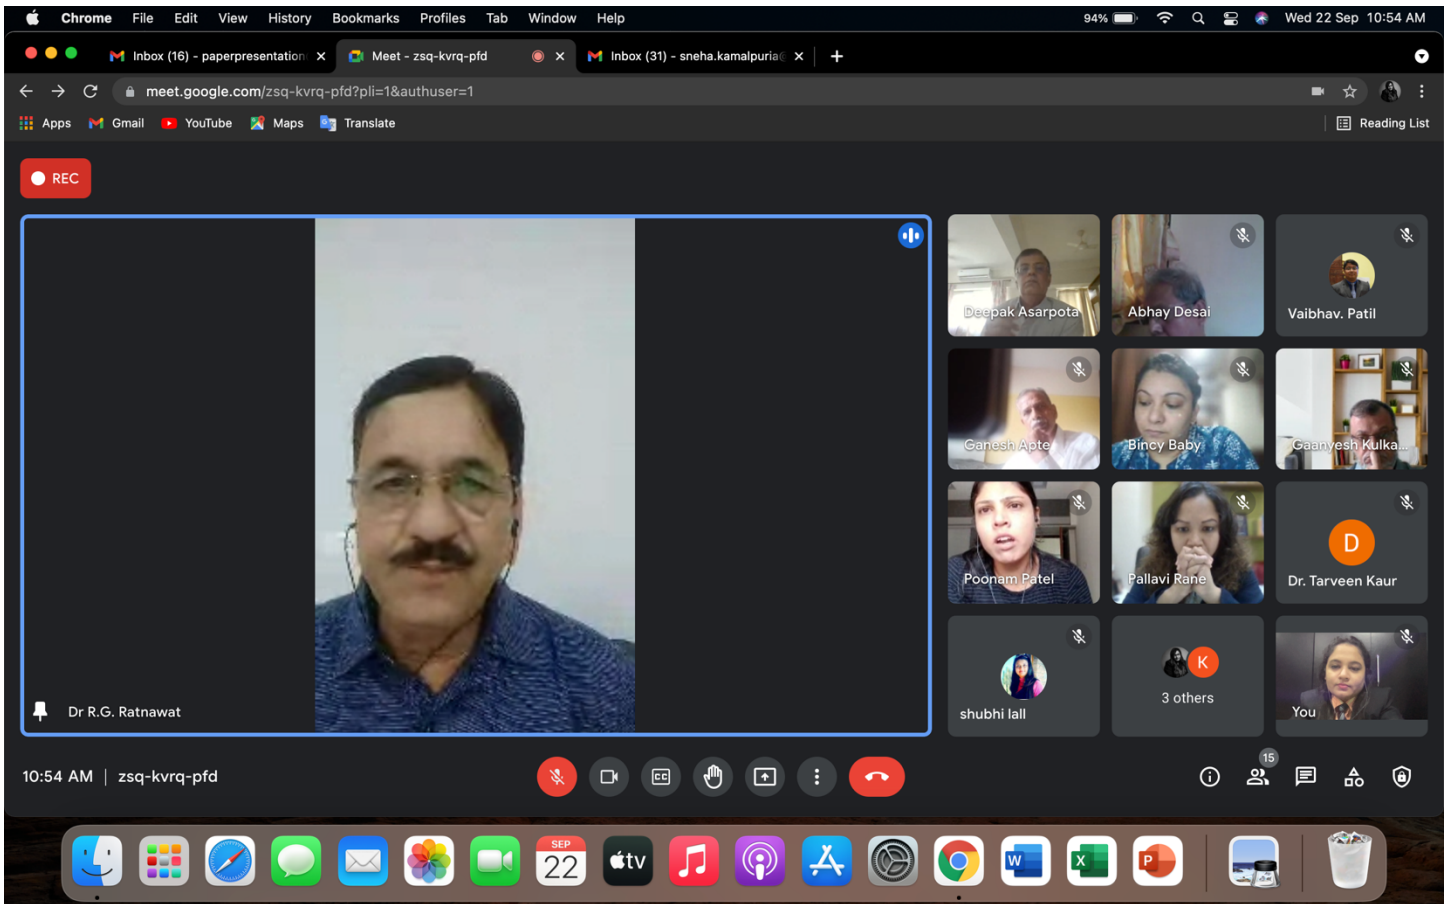 Chrome File Edit View History Bookmarks Profiles Tab Window Help 94% Wed 22 Sep 10:54 AM
Inbox (16) - paperpresentation Meet - zsq-kvrq-pfd Inbox (31) - sneha.kamalpuria@
meet.google.com/zsq-kvrq-pfd?pli=1&authuser=1
Apps Gmail YouTube Maps Translate Reading List
REC
Deepak Asarpota Abhay Desai Vaibhav. Patil
Ganesh Apte Bincy Baby Gaanyesh Kulka...
Poonam Patel Pallavi Rane D Dr. Tarveen Kaur
shubhi lall K 3 others You
Dr R.G. Ratnawat
10:54 AM | zsq-kvrq-pfd CC 15
SEP
22 tv W X P